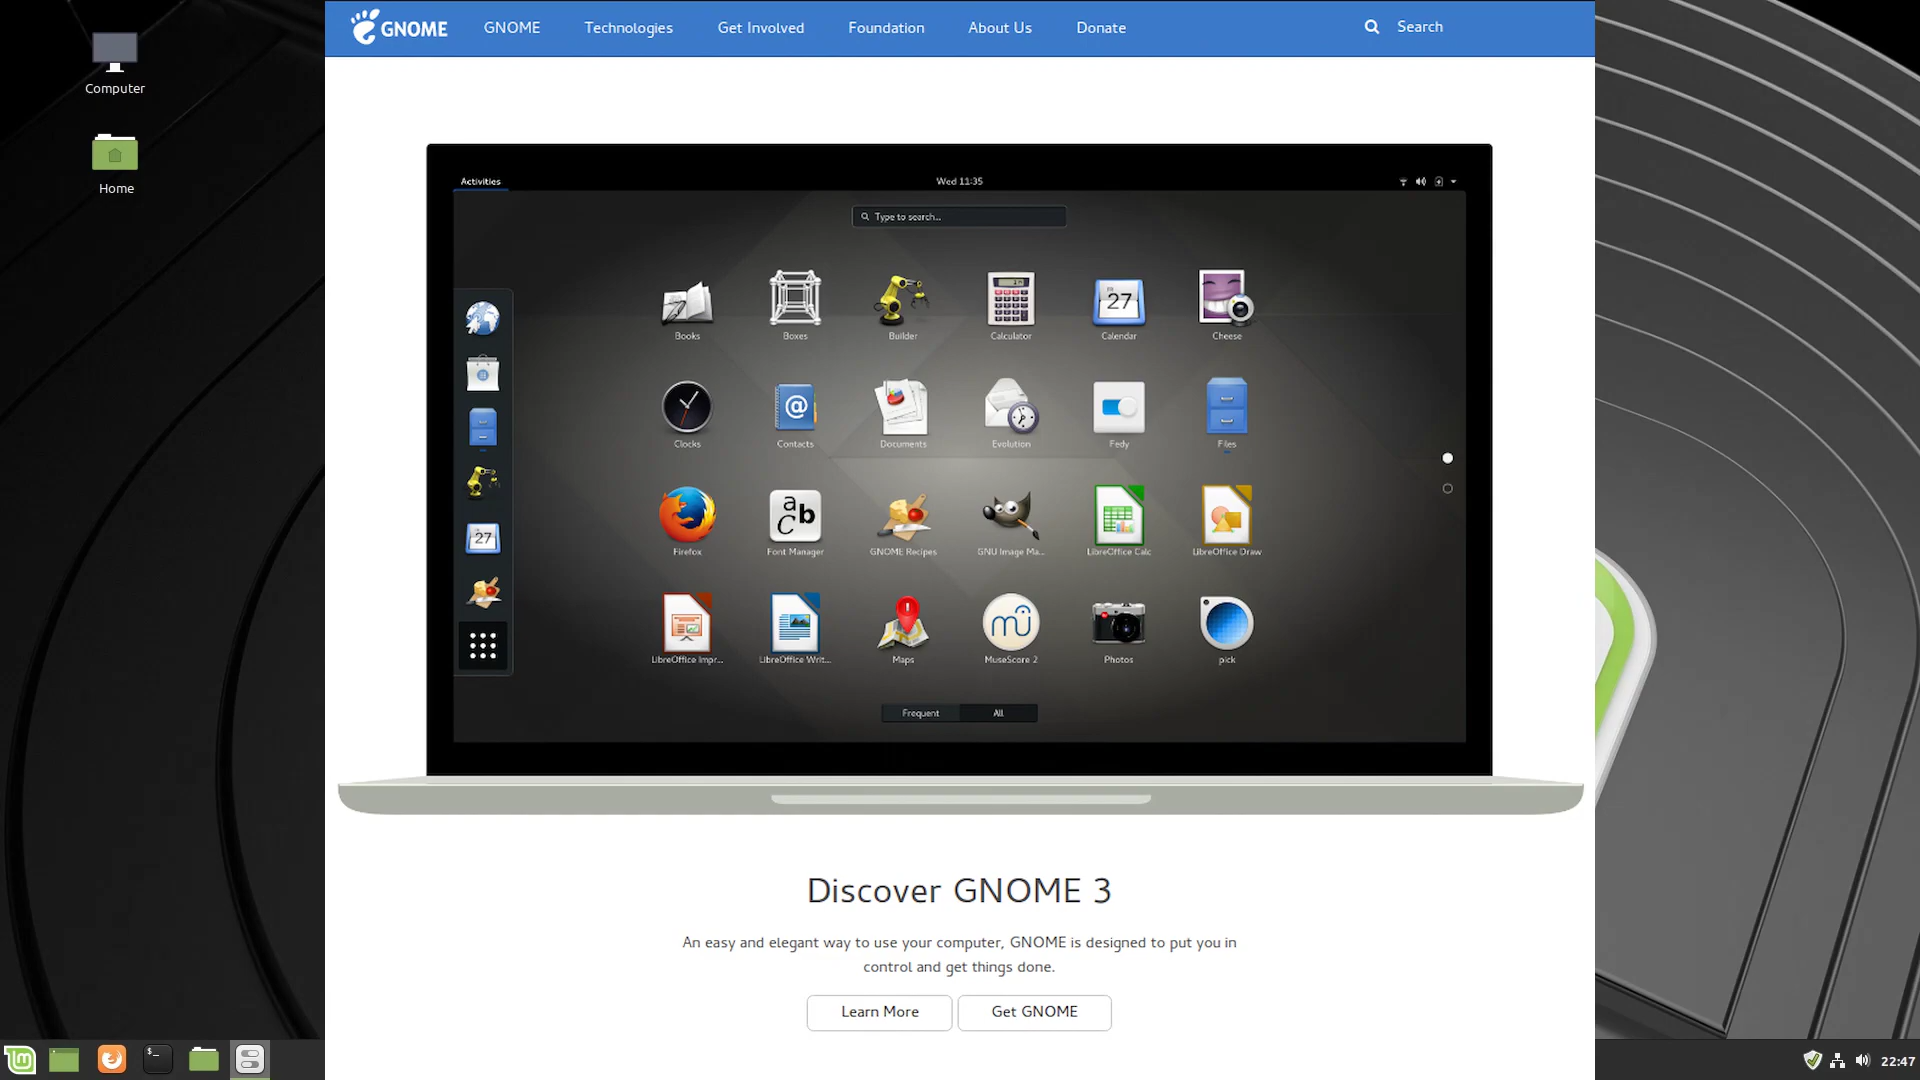 Computer
Home
GNOME
GNOME Technologies Get Involved Foundation About Us Donate Search
Activities Wed 11:35
Type to search...
Books Boxes Builder Calculator Calendar Cheese
27
Clocks Contacts Documents Evolution Fedy Files
@
a b C
Firefox Font Manager GNOME Recipes GNU Image Ma... LibreOffice Calc LibreOffice Draw
27
mu
LibreOffice Impr... LibreOffice Writ... Maps MuseScore 2 Photos pick
Frequent All
Discover GNOME 3
An easy and elegant way to use your computer, GNOME is designed to put you in
control and get things done.
Learn More Get GNOME
$_
22:47